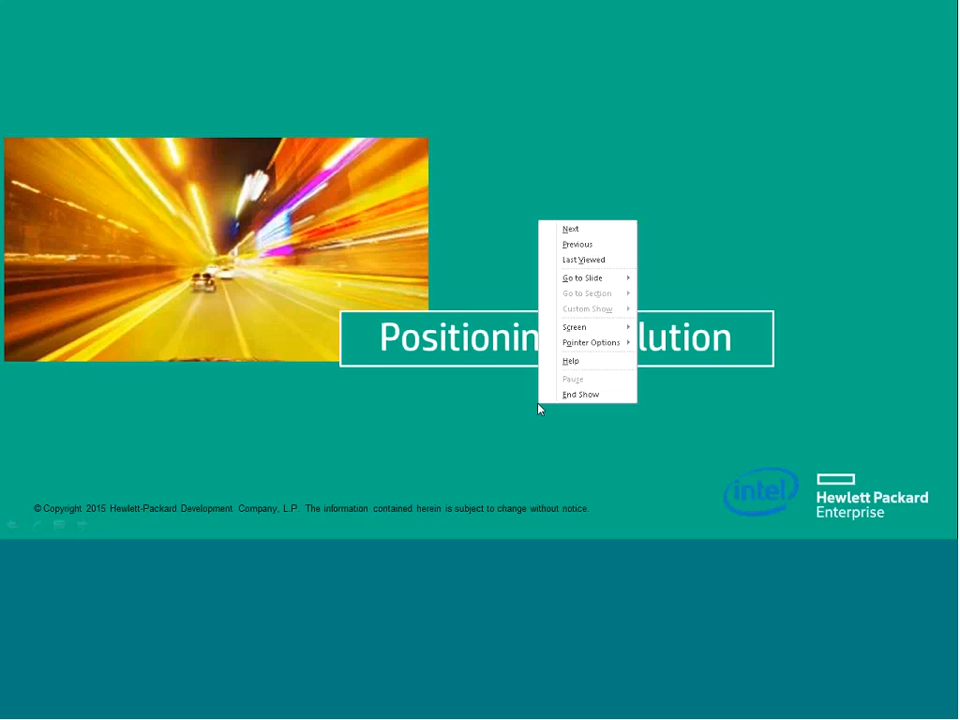 Next
Previous
Last Viewed
Go to Slide
Go to Section
Custom Show
Screen
Positionin lution
Pointer Options
Help
Pause
End Show
intel
Hewlett Packard
Enterprise
© Copyright 2015 Hewlett-Packard Development Company, L.P. The information contained herein is subject to change without notice.